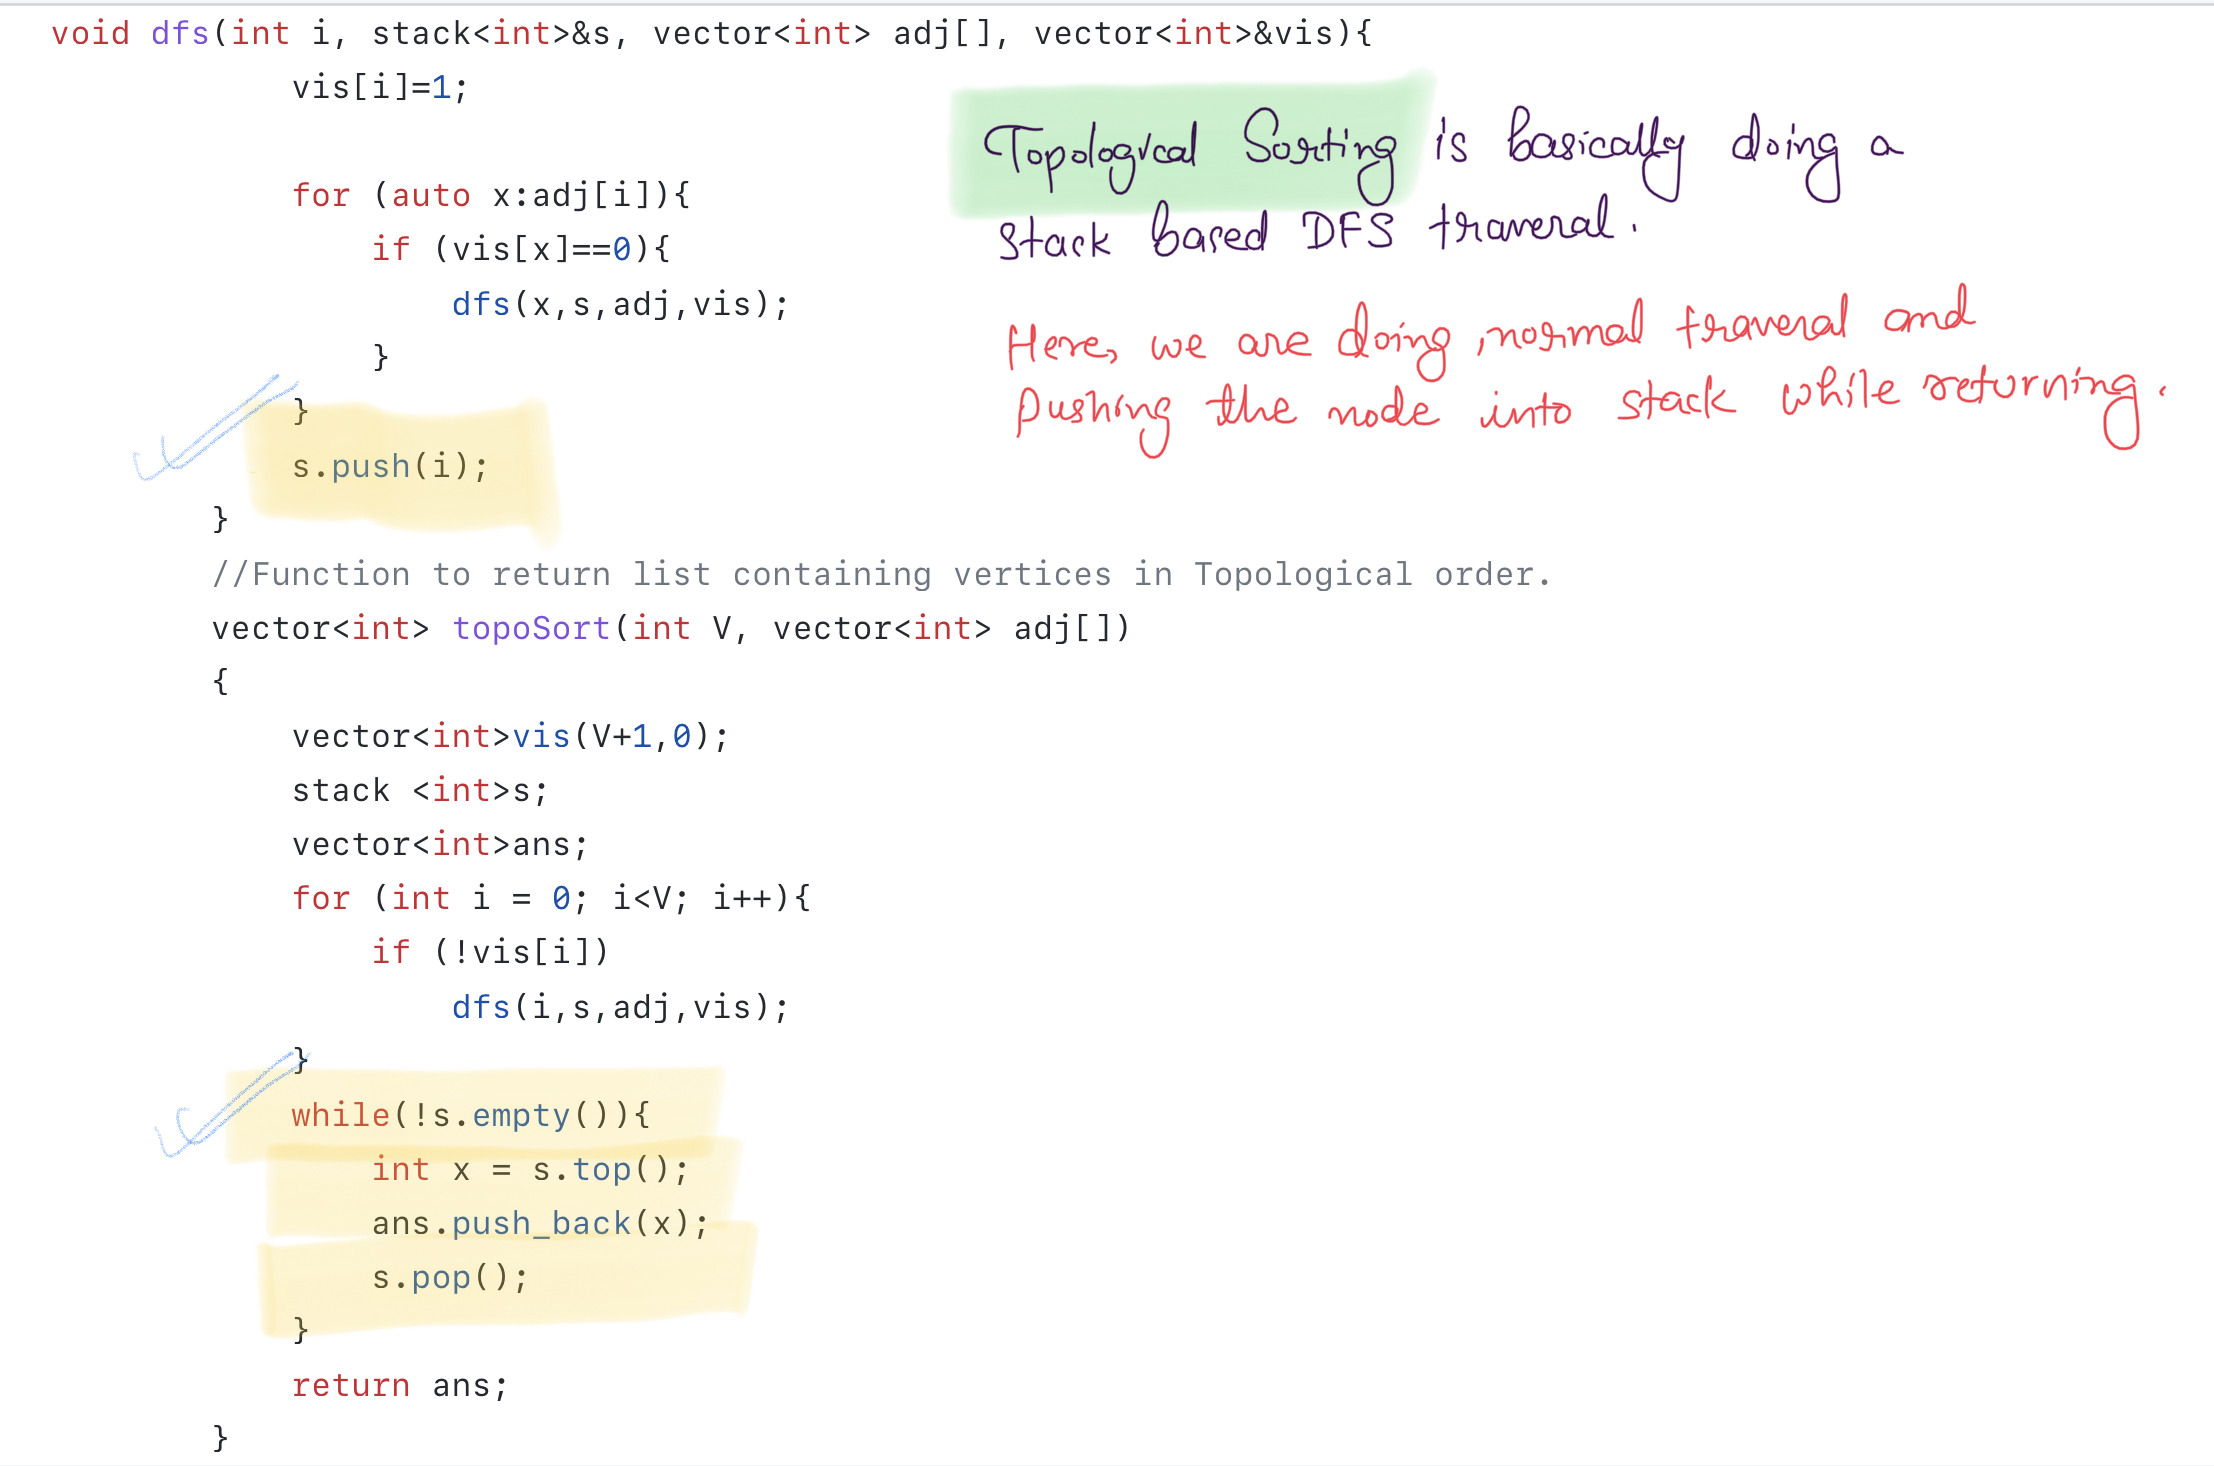 void dfs(int i, stack<int>&s, vector<int> adj[], vector<int>&vis){
vis[i]=1;
for (auto x:adj[i]){
if (vis[x]==0){
dfs(x,s,adj,vis);
}
}
s.push(i);
}
Topological Sorting is basically doing a
stack based DFS traveral.
Here, we are doing normal traveral and
pushing the node into stack while returning.
//Function to return list containing vertices in Topological order.
vector<int> topoSort(int V, vector<int> adj[])
{
vector<int>vis(V+1,0);
stack <int>s;
vector<int>ans;
for (int i = 0; i<V; i++){
if (!vis[i])
dfs(i,s,adj,vis);
}
while(!s.empty()){
int x = s.top();
ans.push_back(x);
s.pop();
}
return ans;
}